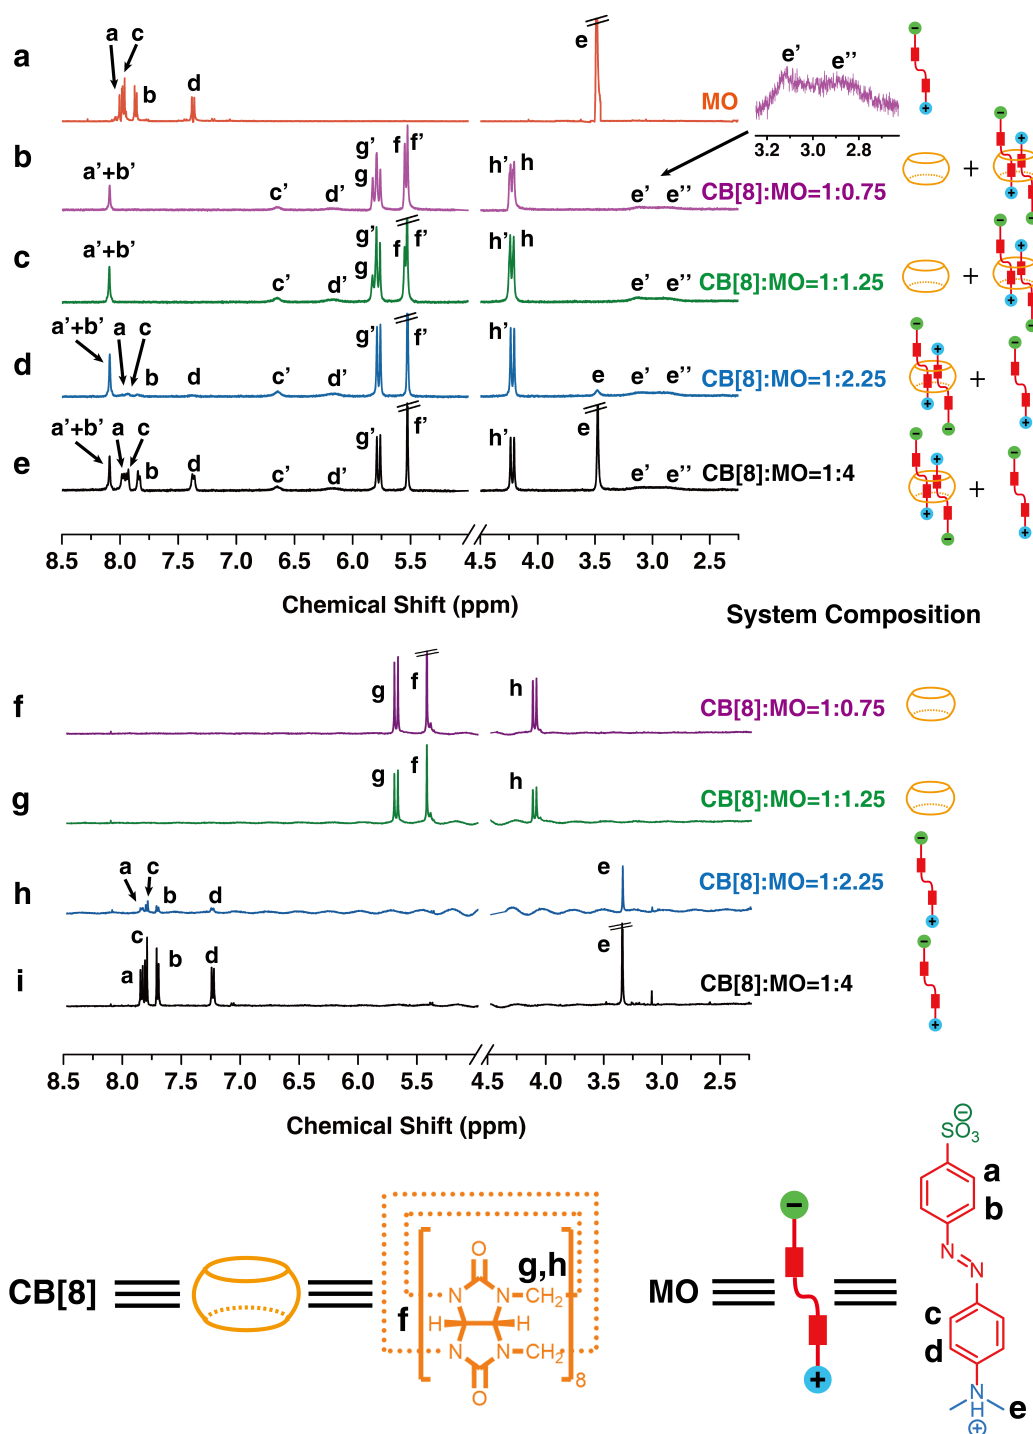 a
a c b d e
MO
e’ e’’
3.2 3.0 2.8
b
a’+b’ c’ d’ g’ g f f’ h’ h e’ e’’
CB[8]:MO=1:0.75
+
c
a’+b’ c’ d’ g’ g f f’ h’ h e’ e’’
CB[8]:MO=1:1.25
+
d
a’+b’ a c b d c’ d’ g’ f’ h’ e e’ e’’
CB[8]:MO=1:2.25
+
e
a’+b’ a c b d c’ d’ g’ f’ h’ e e’ e’’
CB[8]:MO=1:4
+
8.5 8.0 7.5 7.0 6.5 6.0 5.5 4.5 4.0 3.5 3.0 2.5
Chemical Shift (ppm)
System Composition
f
g f h
CB[8]:MO=1:0.75
g
g f h
CB[8]:MO=1:1.25
h
a c b d e
CB[8]:MO=1:2.25
i
a c b d e
CB[8]:MO=1:4
8.5 8.0 7.5 7.0 6.5 6.0 5.5 4.5 4.0 3.5 3.0 2.5
Chemical Shift (ppm)
CB[8]
O
g,h
N N CH2
f
H H
N N CH2
O
8
MO
−
+
⊖
SO3
a
b
N
N
c
d
N
H
⊕
e